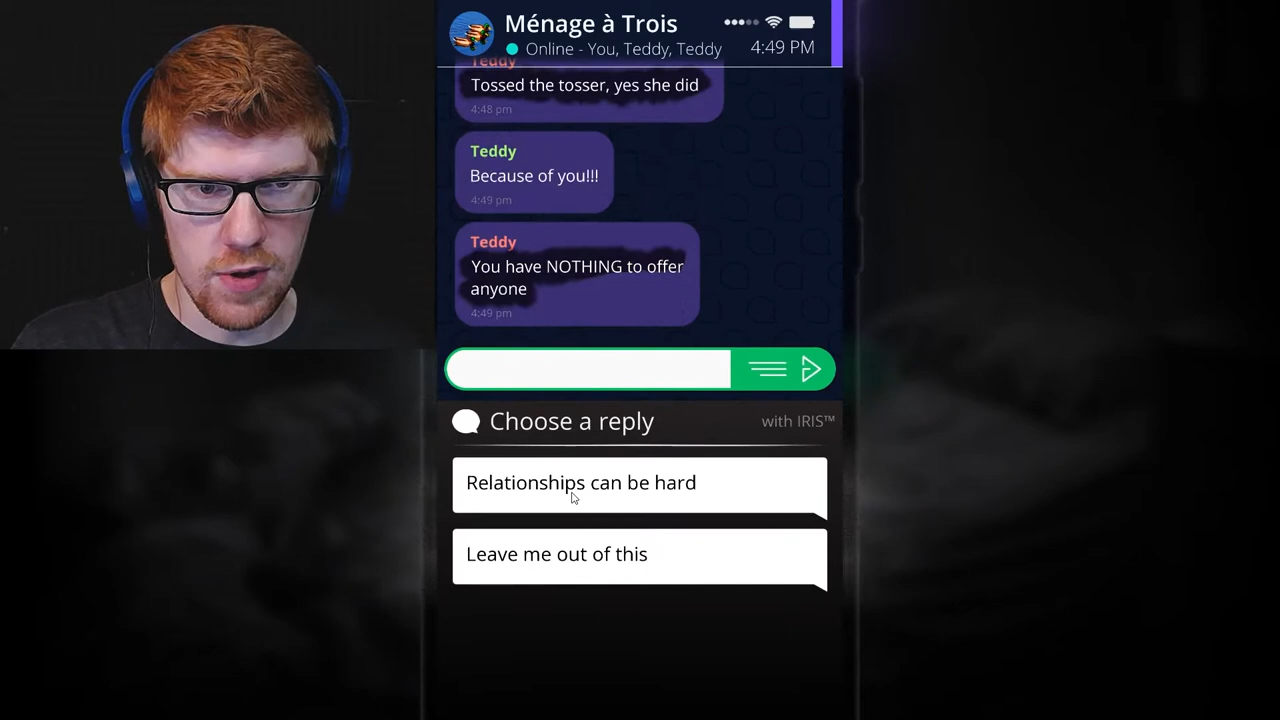 Ménage à Trois
Online - You, Teddy, Teddy
4:49 PM
Teddy
Tossed the tosser, yes she did
4:48 pm
Teddy
Because of you!!!
4:49 pm
Teddy
You have NOTHING to offer
anyone
4:49 pm
Choose a reply
with IRIS™
Relationships can be hard
Leave me out of this